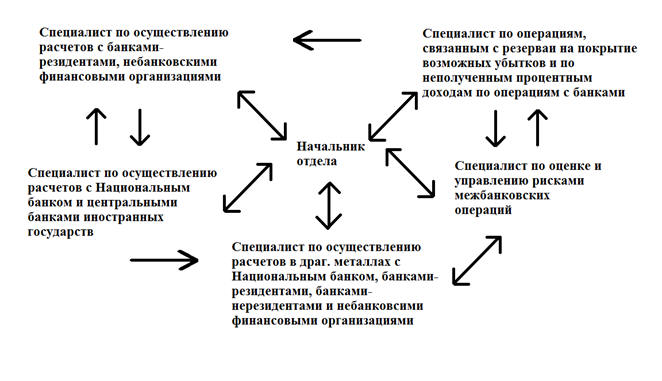 Специалист по осуществлению
расчетов с банками-
резидентами, небанковскими
финансовыми организациями
Специалист по операциям,
связанным с резерваи на покрытие
возможных убытков и по
неполученным процентным
доходам по операциям с банками
Начальник
отдела
Специалист по осуществлению
расчетов с Национальным
банком и центральными
банками иностранных
государств
Специалист по оценке и
управлению рисками
межбанковских
операций
Специалист по осуществлению
расчетов в драг. металлах с
Национальным банком, банками-
резидентами, банками-
нерезидентами и небанковсими
финансовыми организациями